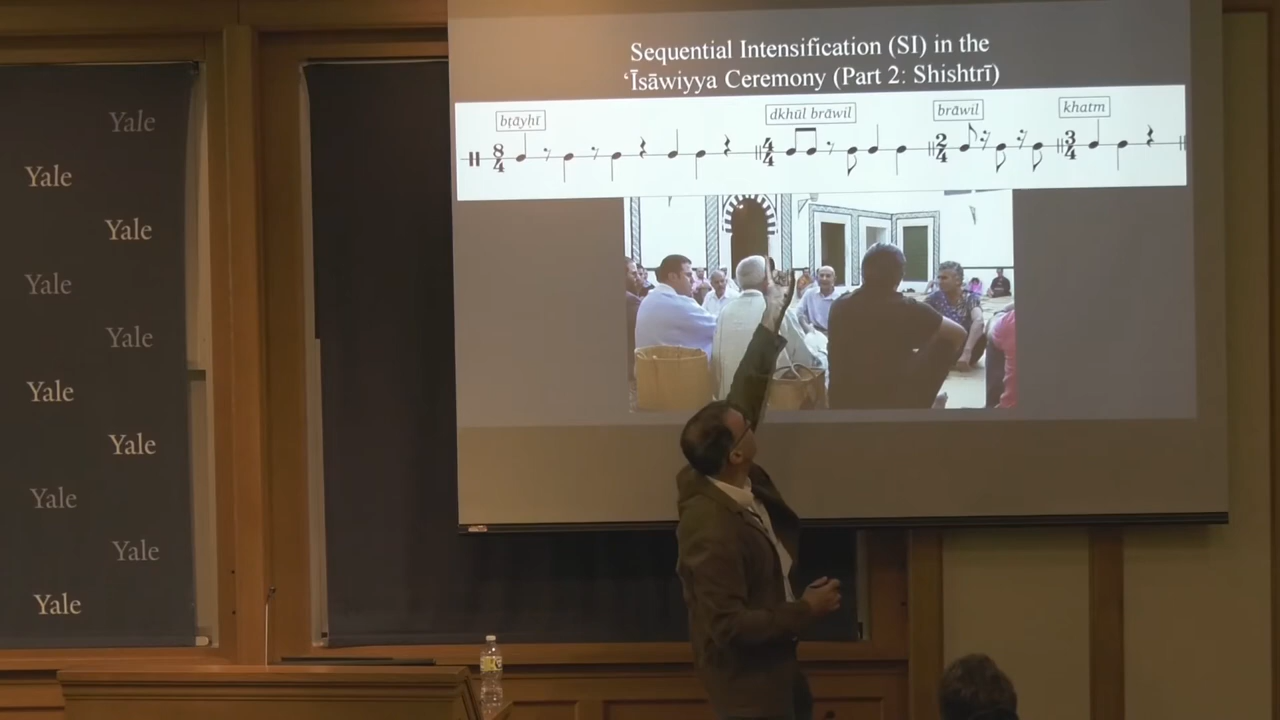 Sequential Intensification (SI) in the
ʻĪsāwiyya Ceremony (Part 2: Shishtrī)
bṭāyḥī
dkhūl brāwil
brāwil
khatm
8
4
4
4
2
4
3
4
Yale
Yale
Yale
Yale
Yale
Yale
Yale
Yale
Yale
Yale